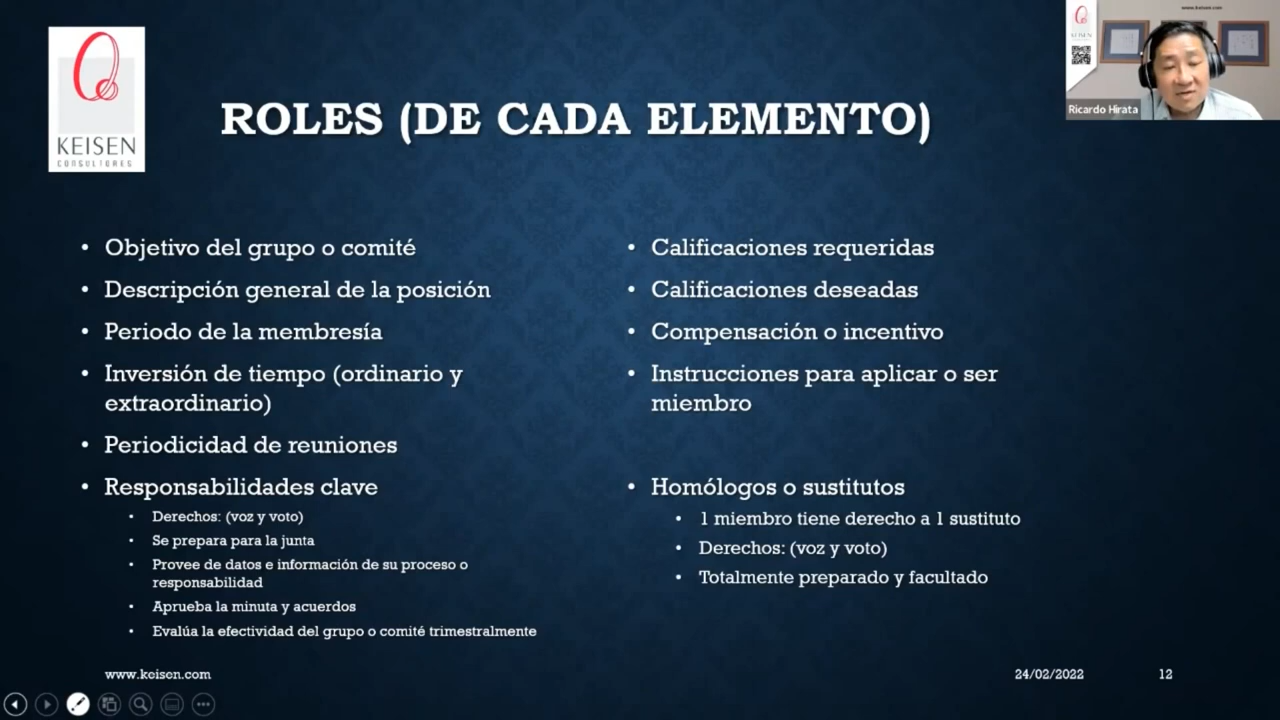 KEISEN
CONSULTORES
ROLES (DE CADA ELEMENTO)
www.keisen.com
Ricardo Hirata
• Objetivo del grupo o comité
• Descripción general de la posición
• Periodo de la membresía
• Inversión de tiempo (ordinario y
extraordinario)
• Periodicidad de reuniones
• Responsabilidades clave
• Derechos: (voz y voto)
• Se prepara para la junta
• Provee de datos e información de su proceso o
responsabilidad
• Aprueba la minuta y acuerdos
• Evalúa la efectividad del grupo o comité trimestralmente
• Calificaciones requeridas
• Calificaciones deseadas
• Compensación o incentivo
• Instrucciones para aplicar o ser
miembro
• Homólogos o sustitutos
• 1 miembro tiene derecho a 1 sustituto
• Derechos: (voz y voto)
• Totalmente preparado y facultado
www.keisen.com
24/02/2022
12